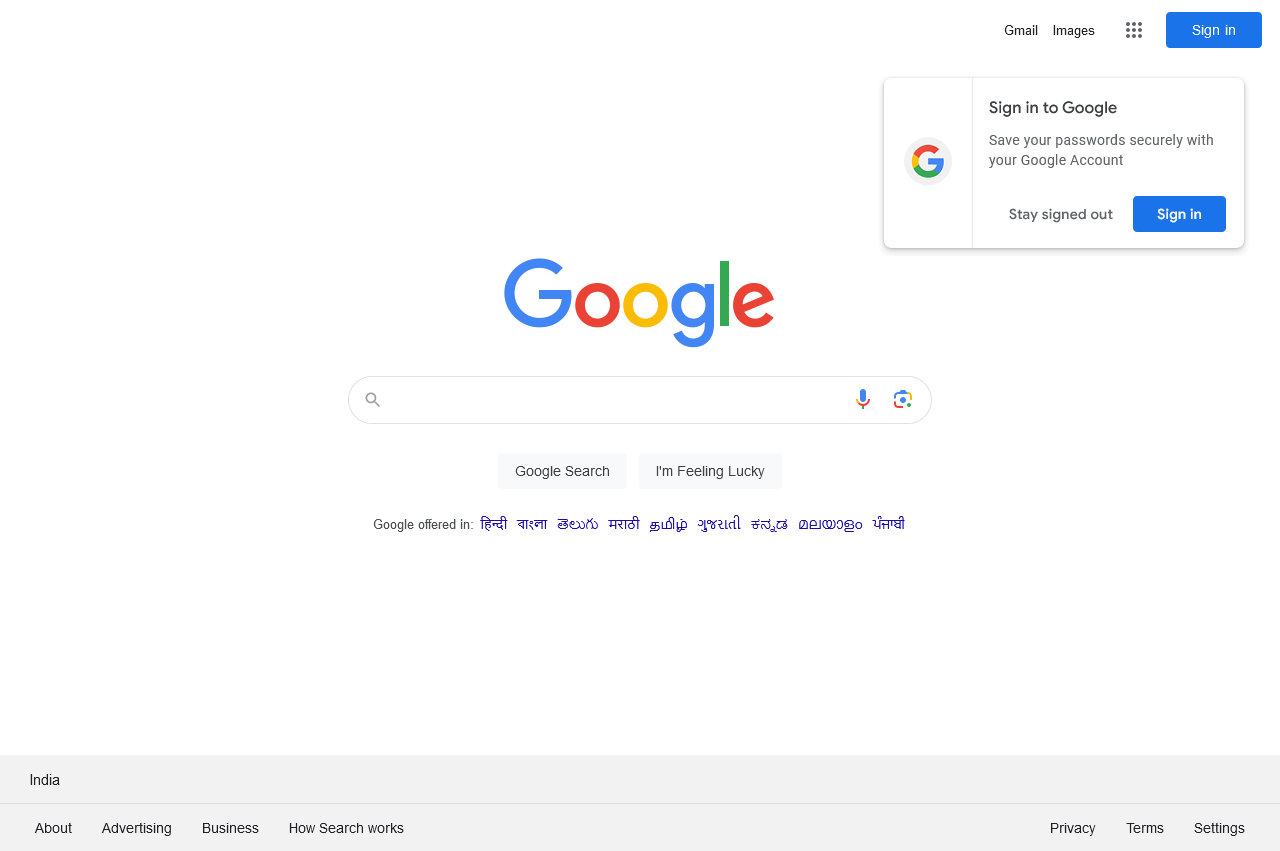 Gmail Images Sign in
Sign in to Google
Save your passwords securely with
your Google Account
Stay signed out Sign in
Google
Google Search I'm Feeling Lucky
Google offered in: हिन्दी বাংলা తెలుగు मराठी தமிழ் ગુજરાતી ಕನ್ನಡ മലയാളം ਪੰਜਾਬੀ
India
About Advertising Business How Search works Privacy Terms Settings